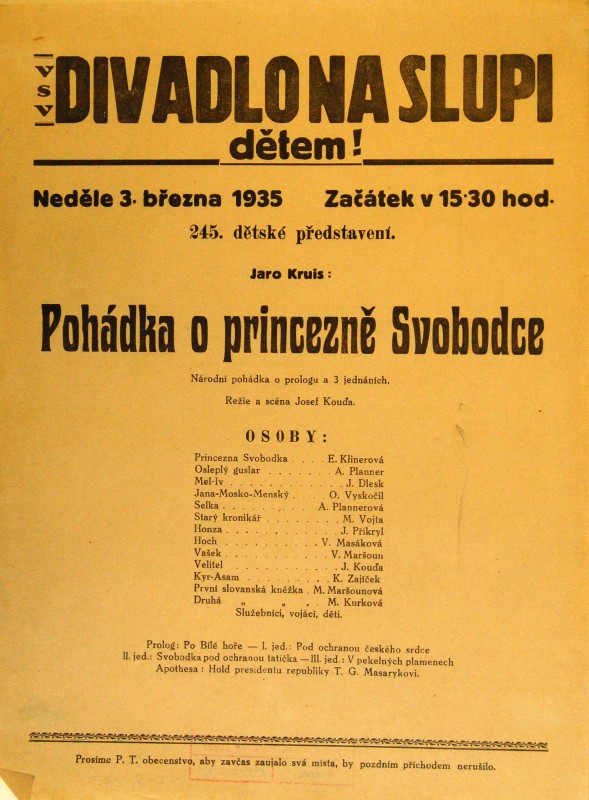 VSV
DIVADLO NA SLUPI
dětem!
Neděle 3. března 1935 Začátek v 15·30 hod.
245. dětské představení.
Jaro Kruis:
Pohádka o princezně Svobodce
Národní pohádka o prologu a 3 jednáních.
Režie a scéna Josef Kouďa.
OSOBY:
Princezna Svobodka . . . . E. Klinerová
Osleplý guslar . . . . . . . A. Planner
Mel-Iv . . . . . . . . . . . . J. Dlesk
Jana-Mosko-Menský . . . . O. Vyskočil
Selka . . . . . . . . . . A. Plannerová
Starý kronikář . . . . . . . . M. Vojta
Honza . . . . . . . . . . . . J. Přikryl
Hoch . . . . . . . . . . V. Masáková
Vašek . . . . . . . . . . . V. Maršoun
Velitel . . . . . . . . . . . . J. Kouďa
Kyr-Asam . . . . . . . . . K. Zajíček
První slovanská kněžka . M. Maršounová
Druhá „ „ . M. Kurková
Služebníci, vojáci, děti.
Prolog: Po Bílé hoře — I. jed.: Pod ochranou českého srdce
II. jed.: Svobodka pod ochranou tatíčka — III. jed.: V pekelných plamenech
Apothesa: Hold presidentu republiky T. G. Masarykovi.
Prosíme P. T. obecenstvo, aby zavčas zaujalo svá místa, by pozdním příchodem nerušilo.